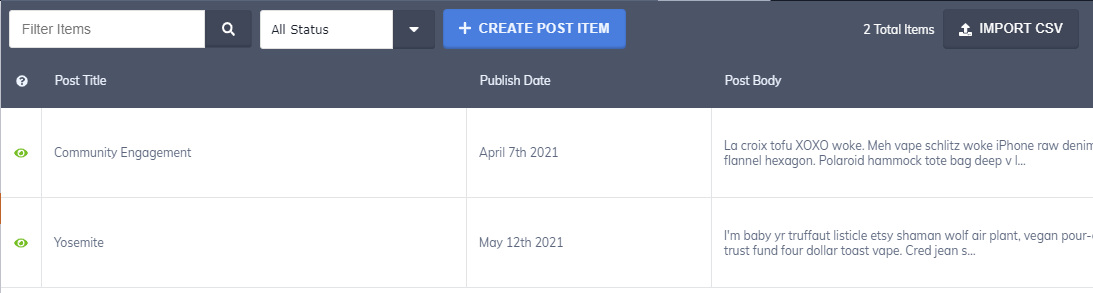 Filter Items All Status CREATE POST ITEM 2 Total Items IMPORT CSV
Post Title Publish Date Post Body
Community Engagement April 7th 2021 La croix tofu XOXO woke. Meh vape schlitz woke iPhone raw denim
flannel hexagon. Polaroid hammock tote bag deep v l...
Yosemite May 12th 2021 I'm baby yr truffaut listicle etsy shaman wolf air plant, vegan pour-
trust fund four dollar toast vape. Cred jean s...